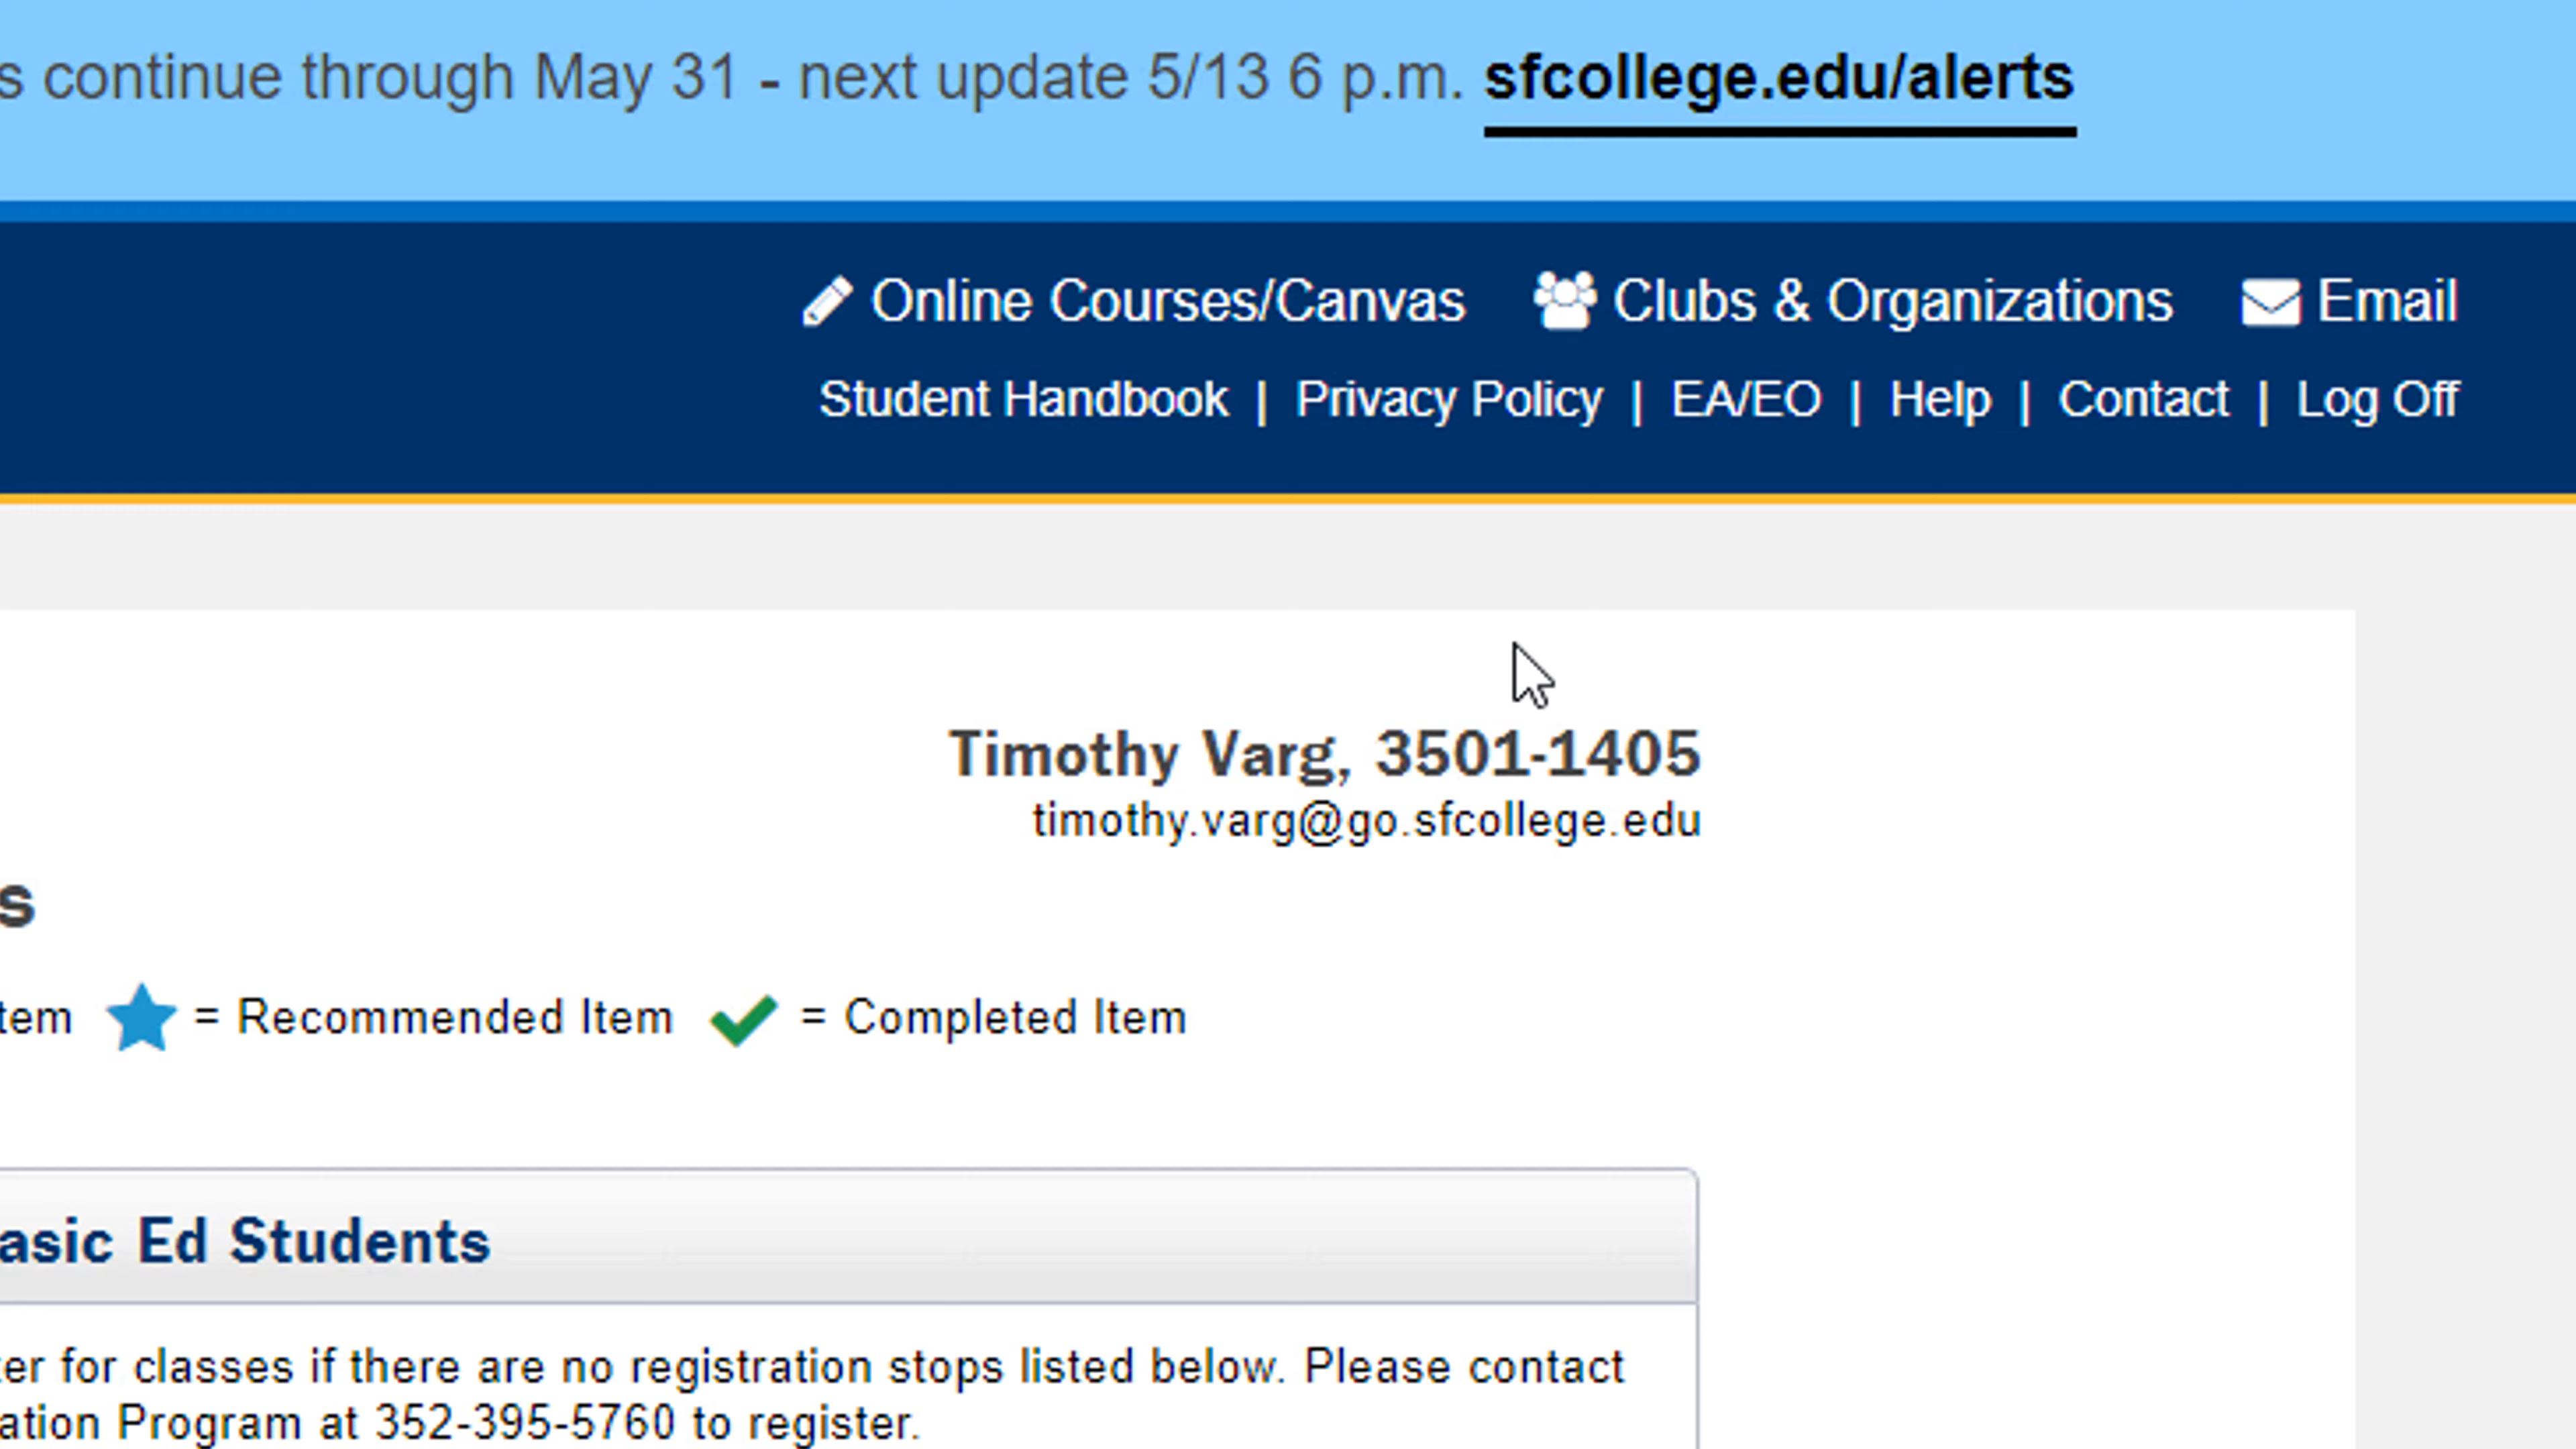 s continue through May 31 - next update 5/13 6 p.m. sfcollege.edu/alerts
Online Courses/Canvas Clubs & Organizations Email
Student Handbook | Privacy Policy | EA/EO | Help | Contact | Log Off
Timothy Varg, 3501-1405
timothy.varg@go.sfcollege.edu
s
tem = Recommended Item = Completed Item
asic Ed Students
ter for classes if there are no registration stops listed below. Please contact
ation Program at 352-395-5760 to register.